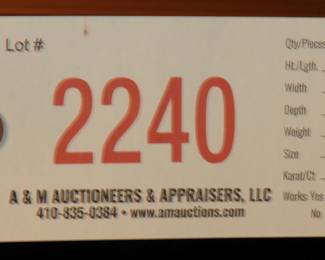 Lot #
2240
A & M AUCTIONEERS & APPRAISERS, LLC
410-835-0384 • www.amauctions.com
Qty/Pieces
Ht./Lgth.
Width
Depth
Weight
Size
Karat/Ct
Works: Yes
No